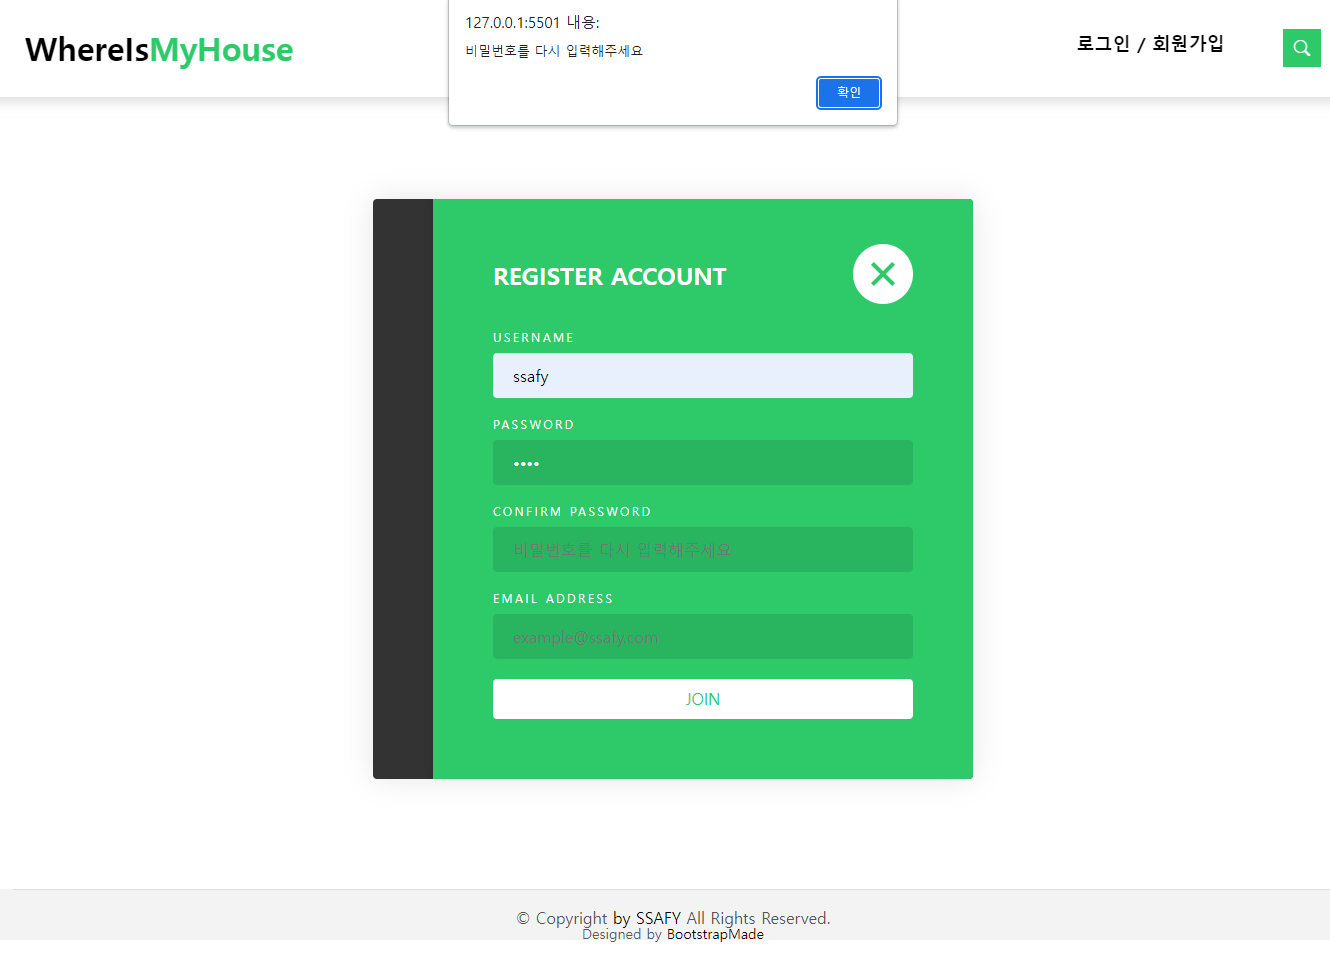 127.0.0.1:5501 내용:
비밀번호를 다시 입력해주세요
확인
WhereIsMyHouse
로그인 / 회원가입
REGISTER ACCOUNT
USERNAME
ssafy
PASSWORD
••••
CONFIRM PASSWORD
비밀번호를 다시 입력해주세요
EMAIL ADDRESS
example@ssafy.com
JOIN
© Copyright by SSAFY All Rights Reserved.
Designed by BootstrapMade